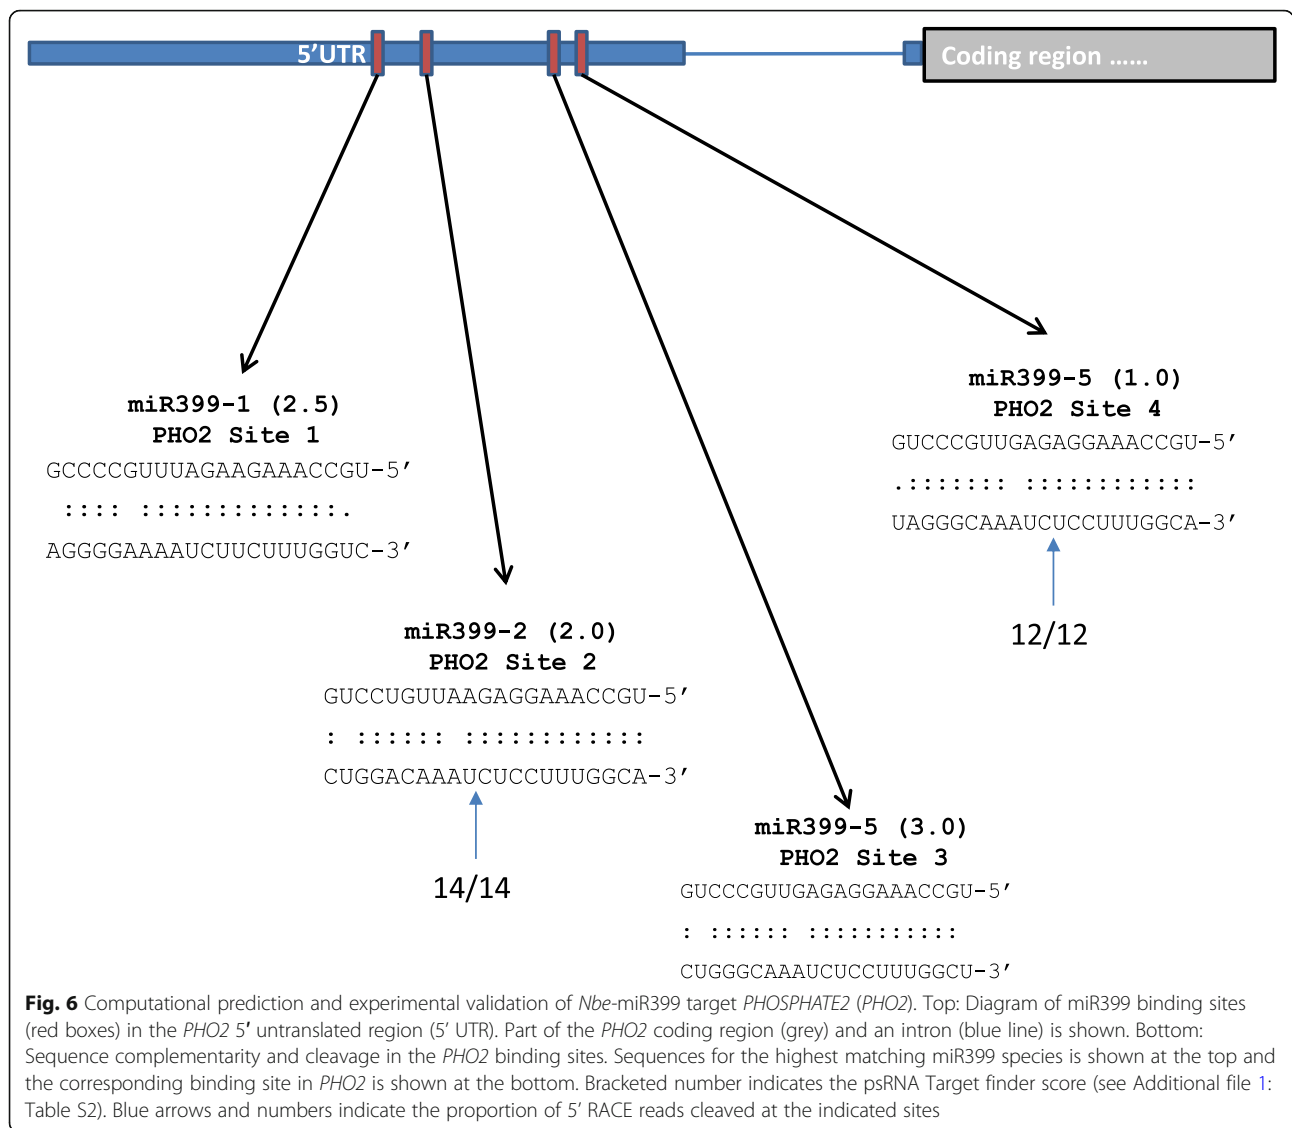 5'UTR
Coding region ......
miR399-1 (2.5)
PHO2 Site 1
GCCCCGUUUAGAAGAAACCGU-5'
:::: ::::::::::::::.
AGGGGAAAAUCUUCUUUGGUC-3'
miR399-2 (2.0)
PHO2 Site 2
GUCCUGUUAAGAGGAAACCGU-5'
: :::::: ::::::::::::
CUGGACAAAUCUCCUUUGGCA-3'
14/14
miR399-5 (3.0)
PHO2 Site 3
GUCCCGUUGAGAGGAAACCGU-5'
: :::::: :::::::::::
CUGGGCAAAUCUCCUUUGGCU-3'
miR399-5 (1.0)
PHO2 Site 4
GUCCCGUUGAGAGGAAACCGU-5'
.::::::: ::::::::::::
UAGGGCAAAUCUCCUUUGGCA-3'
12/12
Fig. 6 Computational prediction and experimental validation of Nbe-miR399 target PHOSPHATE2 (PHO2). Top: Diagram of miR399 binding sites
(red boxes) in the PHO2 5′ untranslated region (5′ UTR). Part of the PHO2 coding region (grey) and an intron (blue line) is shown. Bottom:
Sequence complementarity and cleavage in the PHO2 binding sites. Sequences for the highest matching miR399 species is shown at the top and
the corresponding binding site in PHO2 is shown at the bottom. Bracketed number indicates the psRNA Target finder score (see Additional file 1:
Table S2). Blue arrows and numbers indicate the proportion of 5′ RACE reads cleaved at the indicated sites